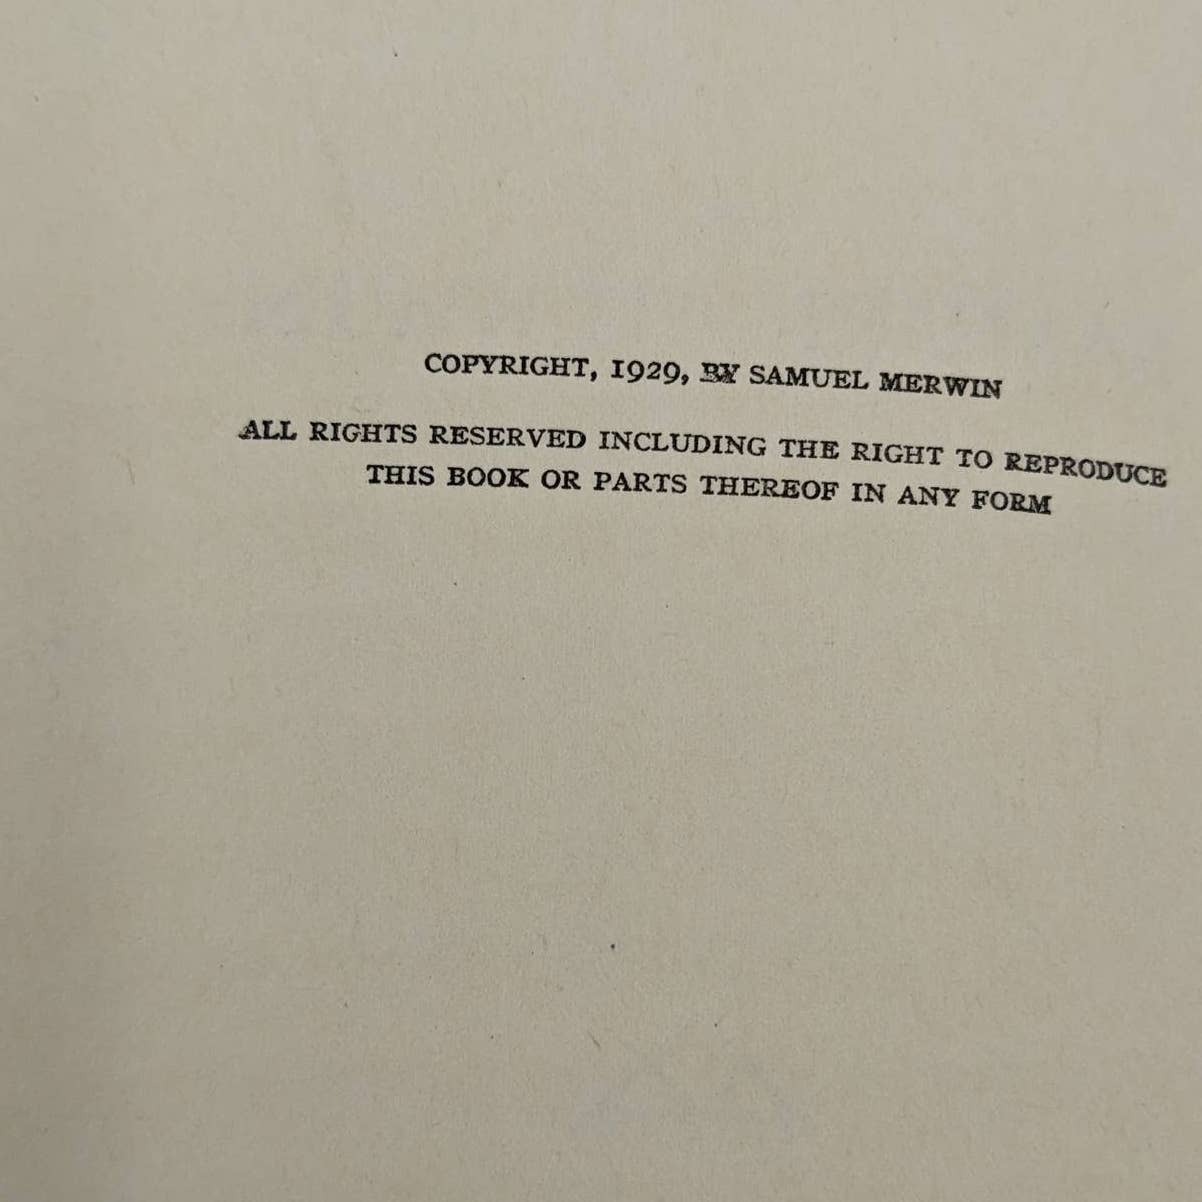 COPYRIGHT, 1929, BY SAMUEL MERWIN
ALL RIGHTS RESERVED INCLUDING THE RIGHT TO REPRODUCE
THIS BOOK OR PARTS THEREOF IN ANY FORM